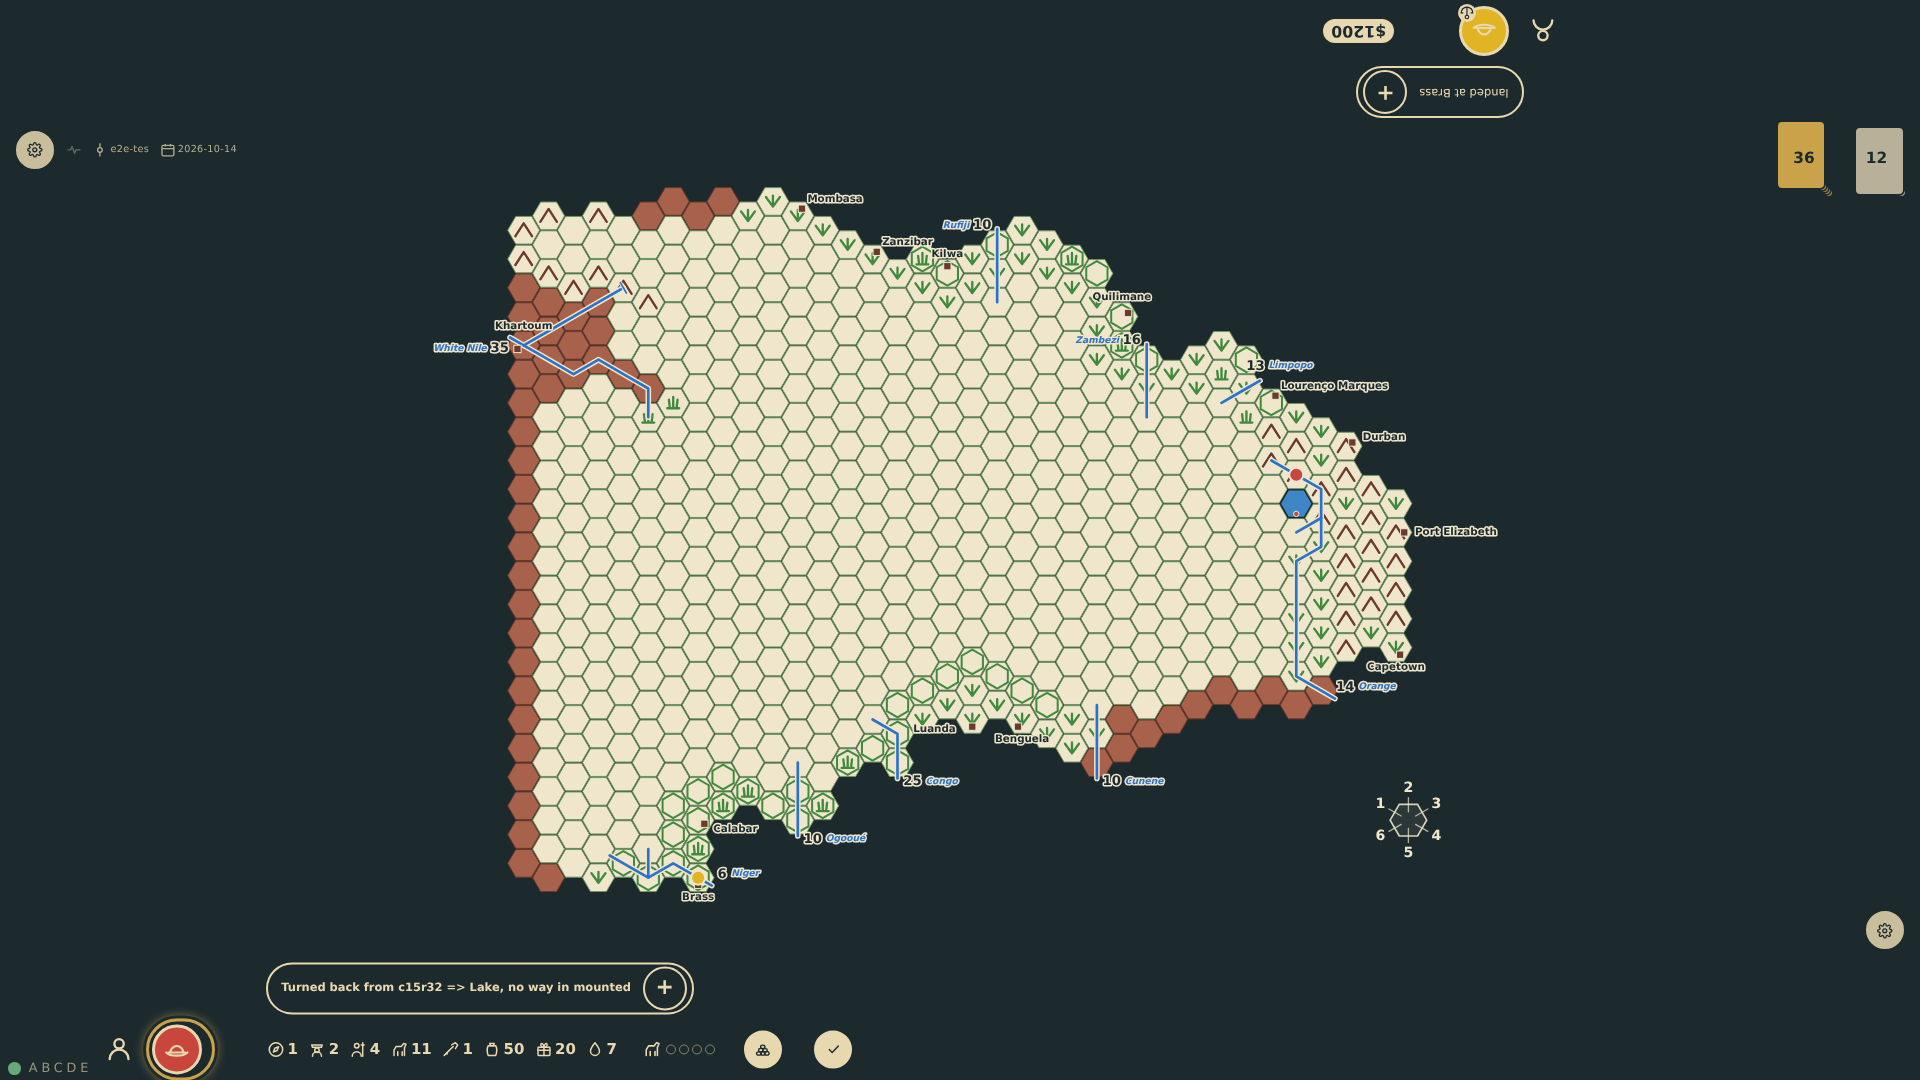 $1200
landed at Brass
e2e-tes
2026-10-14
36
12
Mombasa
Rufiji 10
Zanzibar
Kilwa
Quilimane
Khartoum
White Nile 35
Zambezi 16
13 Limpopo
Lourenço Marques
Durban
Port Elizabeth
Capetown
14 Orange
Luanda
Benguela
25 Congo
10 Cunene
Calabar
10 Ogooué
6 Niger
Brass
2
1 3
6 4
5
Turned back from c15r32 => Lake, no way in mounted
1 2 4 11 1 50 20 7
ABCDE